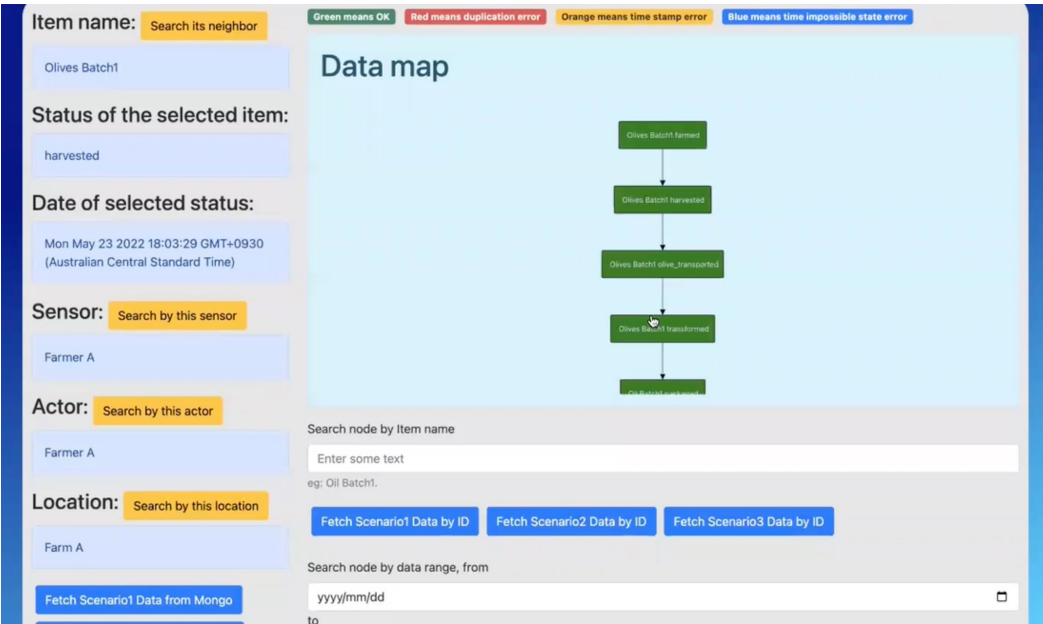 Item name:
Search its neighbor
Olives Batch1
Status of the selected item:
harvested
Date of selected status:
Mon May 23 2022 18:03:29 GMT+0930
(Australian Central Standard Time)
Sensor:
Search by this sensor
Farmer A
Actor:
Search by this actor
Farmer A
Location:
Search by this location
Farm A
Fetch Scenario1 Data from Mongo
Green means OK
Red means duplication error
Orange means time stamp error
Blue means time impossible state error
Data map
Olives Batch1 farmed
Olives Batch1 harvested
Olives Batch1 olive_transported
Olives Batch1 transformed
Oil Batch1
Search node by Item name
Enter some text
eg: Oil Batch1.
Fetch Scenario1 Data by ID
Fetch Scenario2 Data by ID
Fetch Scenario3 Data by ID
Search node by data range, from
yyyy/mm/dd
to